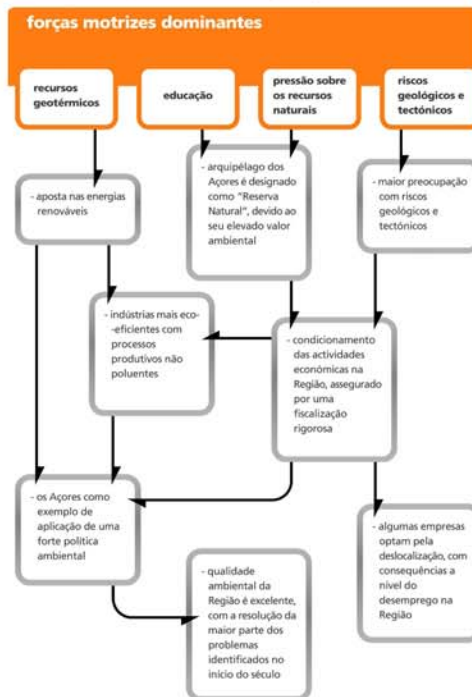 forças motrizes dominantes
recursos
geotérmicos
educação
pressão sobre
os recursos
naturais
riscos
geológicos e
tectónicos
- aposta nas energias
renováveis
- arquipélago dos
Açores é designado
como "Reserva
Natural", devido ao
seu elevado valor
ambiental
- maior preocupação
com riscos
geológicos e
tectónicos
- indústrias mais eco-
-eficientes com
processos
produtivos não
poluentes
- condicionamento
das actividades
económicas na
Região, assegurado
por uma
fiscalização
rigorosa
- os Açores como
exemplo de
aplicação de uma
forte política
ambiental
- algumas empresas
optam pela
deslocalização, com
consequências a
nível do
desemprego na
Região
- qualidade
ambiental da
Região é excelente,
com a resolução da
maior parte dos
problemas
identificados no
início do século